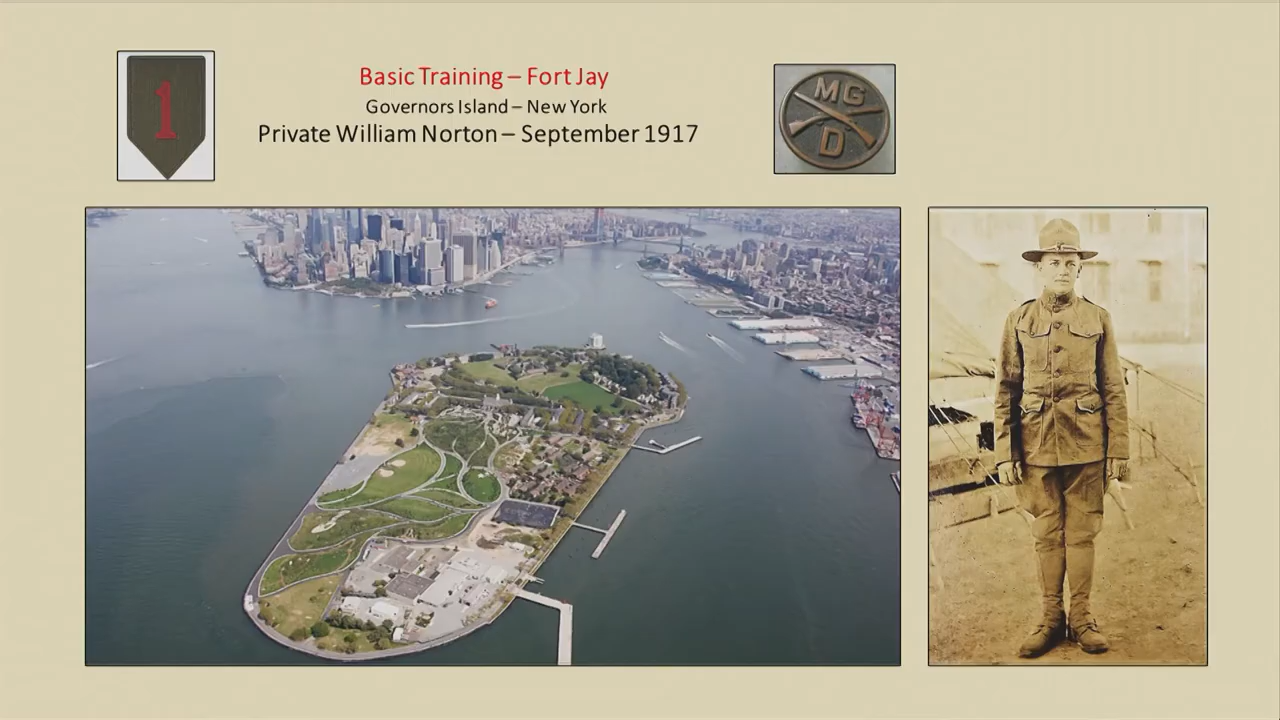 1
Basic Training – Fort Jay
Governors Island – New York
Private William Norton – September 1917
MG
D